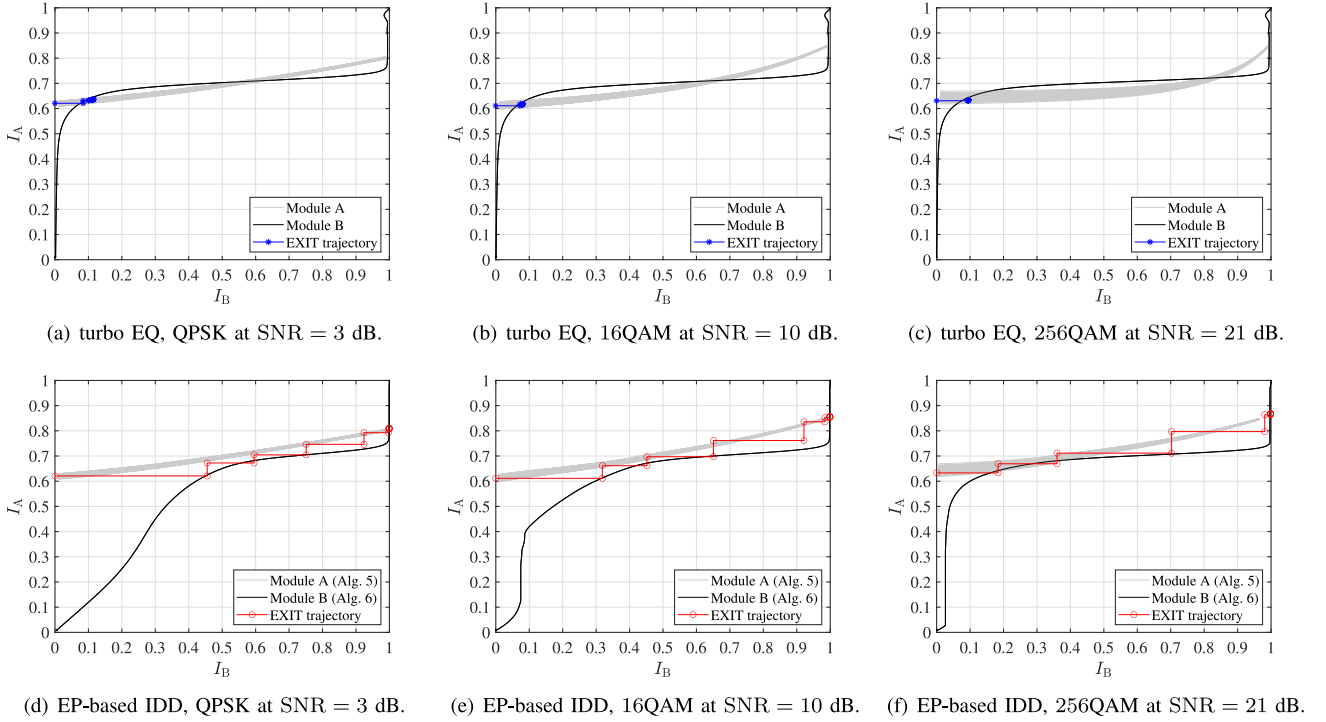 1
0.9
0.8
0.7
0.6
0.5
0.4
0.3
0.2
0.1
0
I_A
Module A
Module B
EXIT trajectory
0 0.1 0.2 0.3 0.4 0.5 0.6 0.7 0.8 0.9 1
I_B
(a) turbo EQ, QPSK at SNR = 3 dB.
1
0.9
0.8
0.7
0.6
0.5
0.4
0.3
0.2
0.1
0
I_A
Module A
Module B
EXIT trajectory
0 0.1 0.2 0.3 0.4 0.5 0.6 0.7 0.8 0.9 1
I_B
(b) turbo EQ, 16QAM at SNR = 10 dB.
1
0.9
0.8
0.7
0.6
0.5
0.4
0.3
0.2
0.1
0
I_A
Module A
Module B
EXIT trajectory
0 0.1 0.2 0.3 0.4 0.5 0.6 0.7 0.8 0.9 1
I_B
(c) turbo EQ, 256QAM at SNR = 21 dB.
1
0.9
0.8
0.7
0.6
0.5
0.4
0.3
0.2
0.1
0
I_A
Module A (Alg. 5)
Module B (Alg. 6)
EXIT trajectory
0 0.1 0.2 0.3 0.4 0.5 0.6 0.7 0.8 0.9 1
I_B
(d) EP-based IDD, QPSK at SNR = 3 dB.
1
0.9
0.8
0.7
0.6
0.5
0.4
0.3
0.2
0.1
0
I_A
Module A (Alg. 5)
Module B (Alg. 6)
EXIT trajectory
0 0.1 0.2 0.3 0.4 0.5 0.6 0.7 0.8 0.9 1
I_B
(e) EP-based IDD, 16QAM at SNR = 10 dB.
1
0.9
0.8
0.7
0.6
0.5
0.4
0.3
0.2
0.1
0
I_A
Module A (Alg. 5)
Module B (Alg. 6)
EXIT trajectory
0 0.1 0.2 0.3 0.4 0.5 0.6 0.7 0.8 0.9 1
I_B
(f) EP-based IDD, 256QAM at SNR = 21 dB.